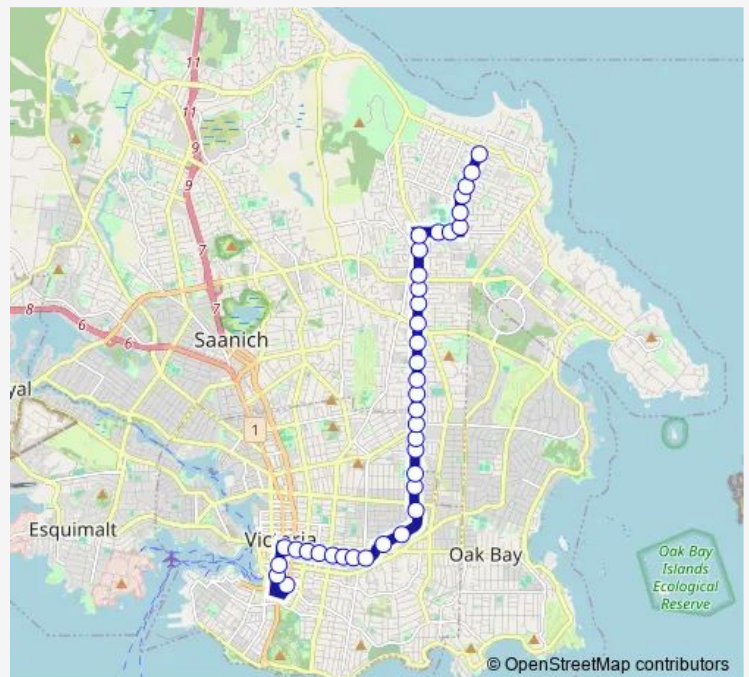 11
11
9
9
7
7
Saanich
8
6
6
yal
1
Esquimalt
Victoria
Oak Bay
Oak Bay
Islands
Ecological
Reserve
© OpenStreetMap contributors